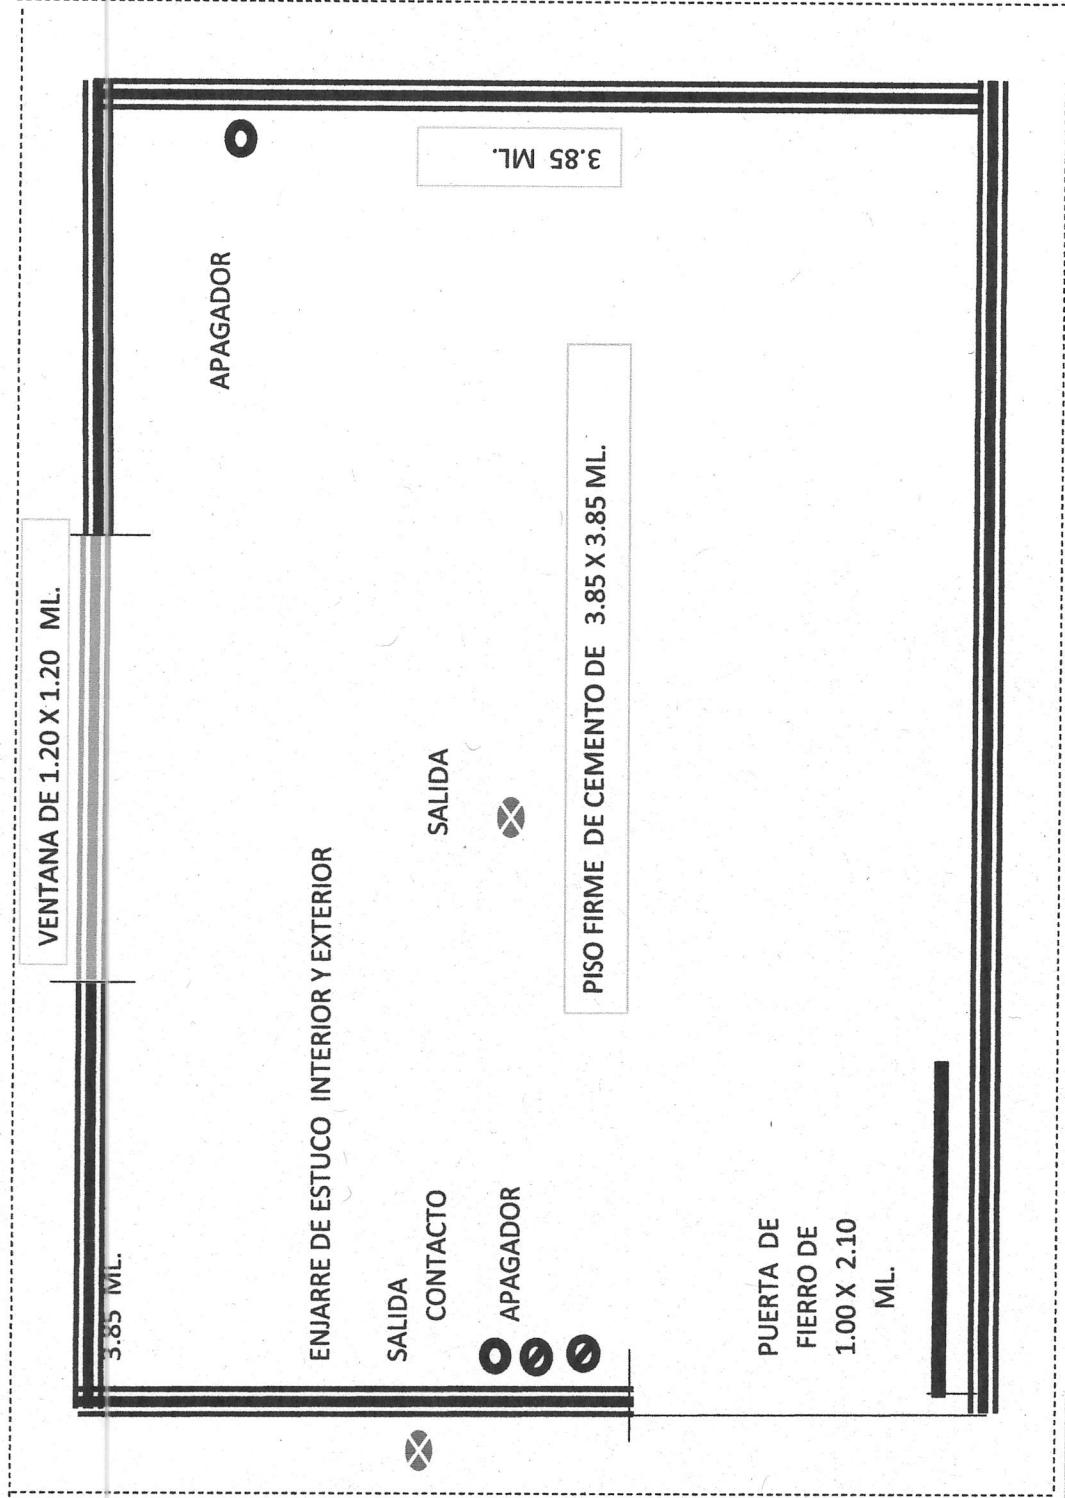 VENTANA DE 1.20 X 1.20 ML.
3.85 ML.
APAGADOR
3.85 ML.
ENJARRE DE ESTUCO INTERIOR Y EXTERIOR
SALIDA
CONTACTO
APAGADOR
SALIDA
PISO FIRME DE CEMENTO DE 3.85 X 3.85 ML.
PUERTA DE
FIERRO DE
1.00 X 2.10
ML.